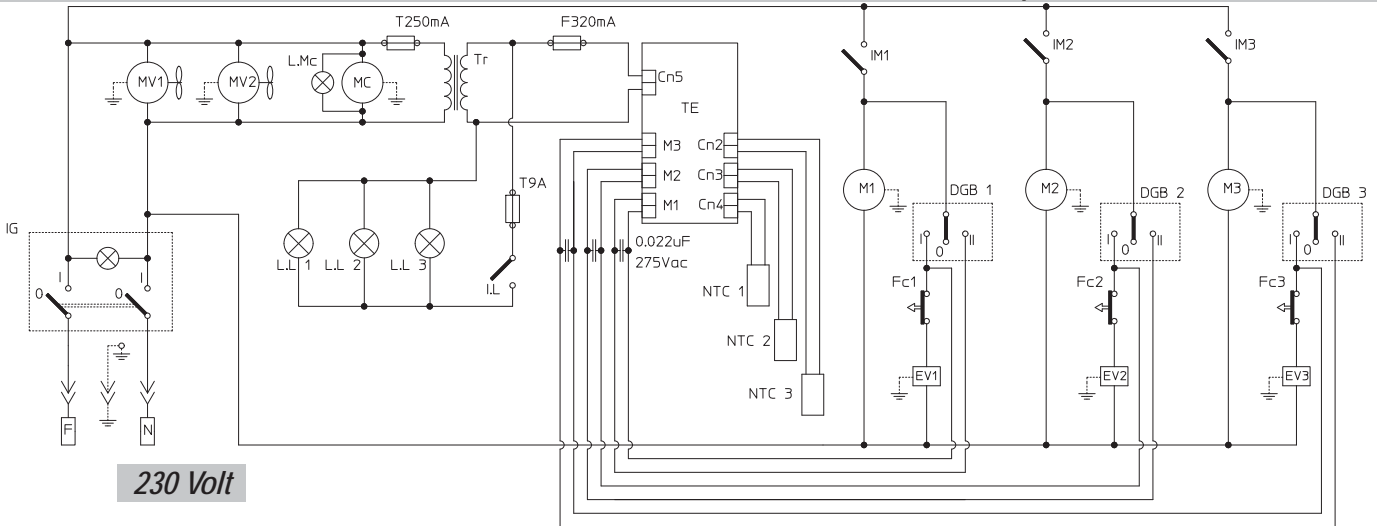 T250mA
F320mA
IM1
IM2
IM3
L.Mc
Tr
MV1
MV2
MC
Cn5
TE
M3
Cn2
M2
Cn3
M1
Cn4
T9A
M1
DGB 1
M2
DGB 2
M3
DGB 3
IG
I
I
0
0
L.L 1
L.L 2
L.L 3
I.L
0.022uF
275Vac
I
0
II
I
0
II
I
0
II
NTC 1
NTC 2
NTC 3
Fc1
Fc2
Fc3
EV1
EV2
EV3
F
N
230 Volt